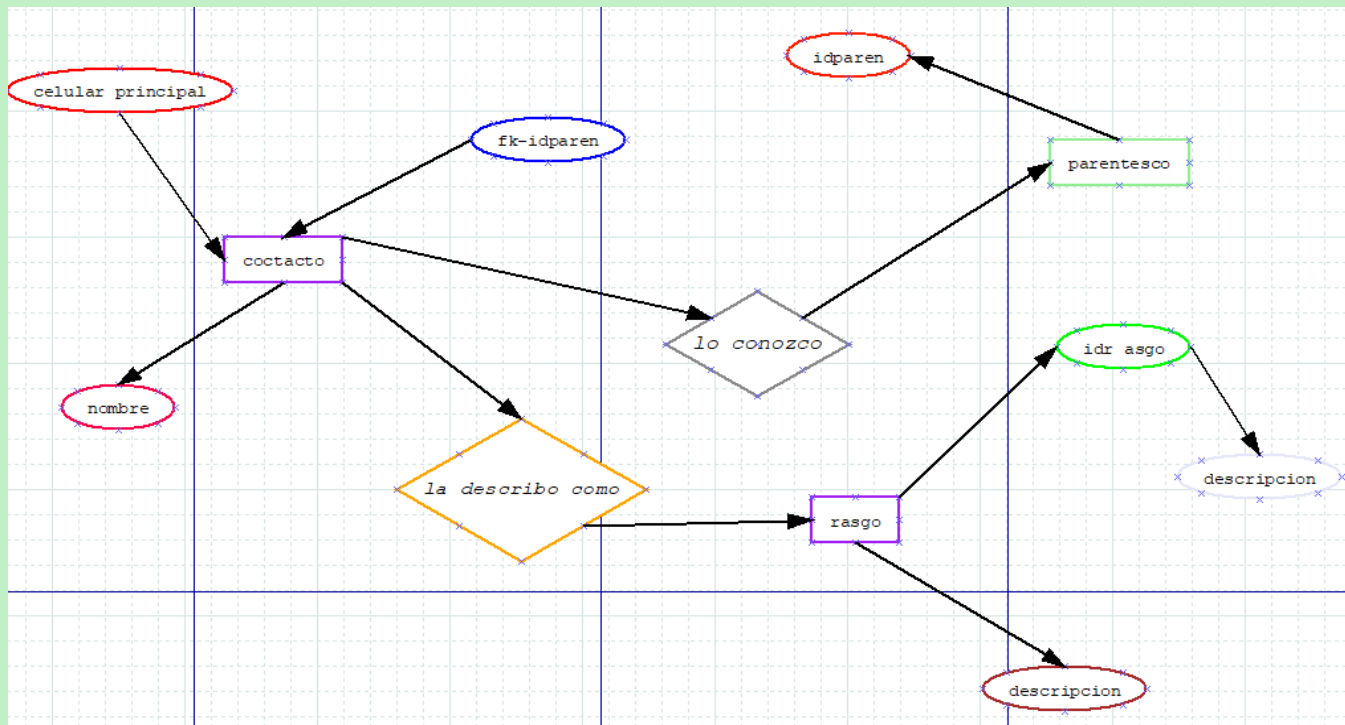 idparen
celular principal
fk-idparen
parentesco
coctacto
lo conozco
idr asgo
nombre
descripcion
la describo como
rasgo
descripcion